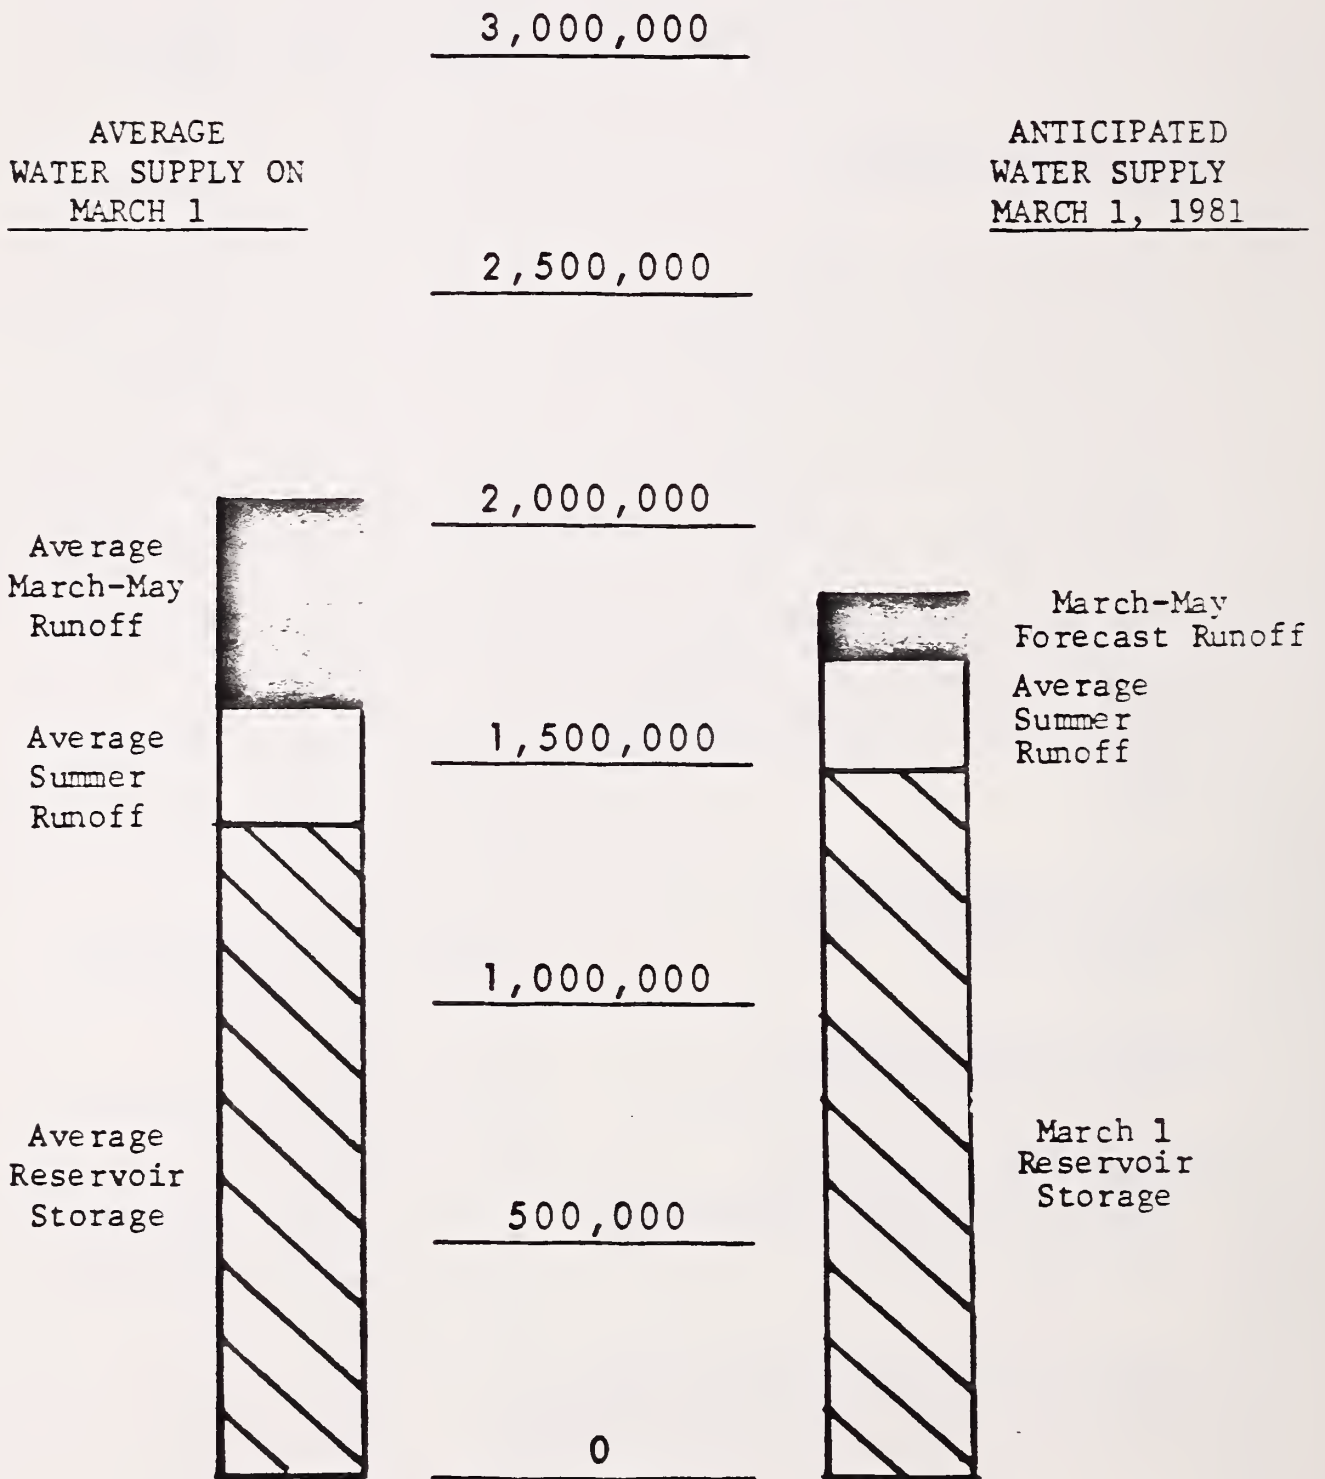 3,000,000
AVERAGE
WATER SUPPLY ON
MARCH 1
ANTICIPATED
WATER SUPPLY
MARCH 1, 1981
2,500,000
2,000,000
Average
March-May
Runoff
March-May
Forecast Runoff
Average
Summer
Runoff
Average
Summer
Runoff
1,500,000
1,000,000
Average
Reservoir
Storage
March 1
Reservoir
Storage
500,000
0